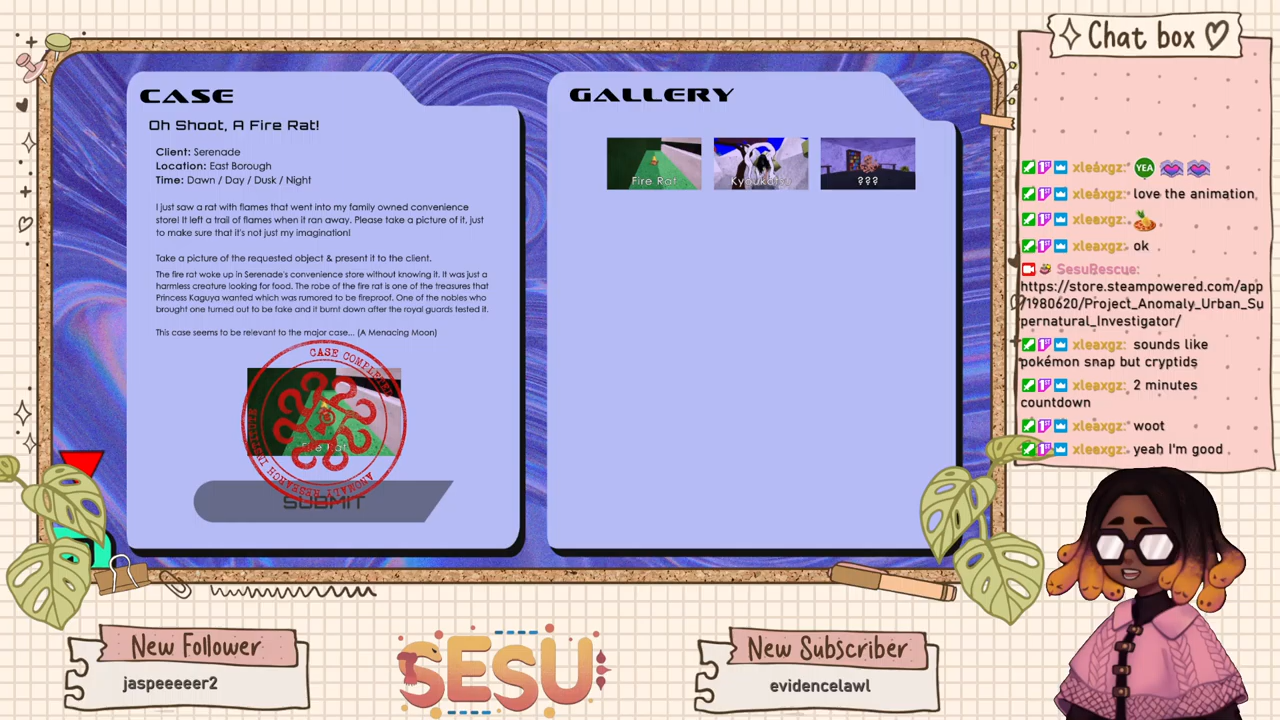 CASE
Oh Shoot, A Fire Rat!
Client: Serenade
Location: East Borough
Time: Dawn / Day / Dusk / Night
I just saw a rat with flames that went into my family owned convenience
store! It left a trail of flames when it ran away. Please take a picture of it, just
to make sure that it's not just my imagination!
Take a picture of the requested object & present it to the client.
The fire rat woke up in Serenade's convenience store without knowing it. It was just a
harmless creature looking for food. The robe of the fire rat is one of the treasures that
Princess Kaguya wanted which was rumored to be fireproof. One of the nobles who
brought one turned out to be fake and it burnt down after the royal guards tested it.
This case seems to be relevant to the major case... (A Menacing Moon)
CASE COMPLETE
ANOMALY RESEARCH INSTITUTE
SUBMIT
GALLERY
Fire Rat
???
Chat box
xleaxgz: YEA
xleaxgz: love the animation
xleaxgz:
xleaxgz: ok
SesuRescue:
https://store.steampowered.com/app
/1980620/Project_Anomaly_Urban_Su
pernatural_Investigator/
xleaxgz: sounds like
pokémon snap but cryptids
xleaxgz: 2 minutes
countdown
xleaxgz: woot
xleaxgz: yeah I'm good
New Follower
jaspeeeeer2
SESU
New Subscriber
evidencelawl